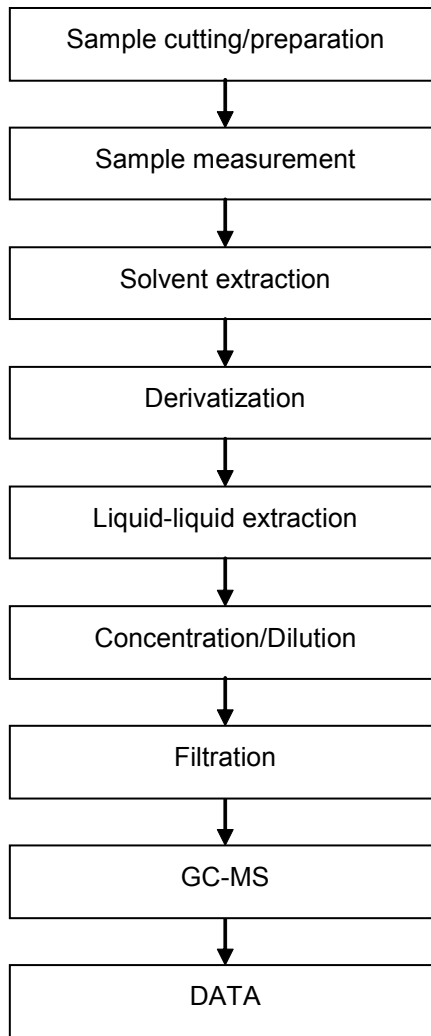 Sample cutting/preparation
Sample measurement
Solvent extraction
Derivatization
Liquid-liquid extraction
Concentration/Dilution
Filtration
GC-MS
DATA